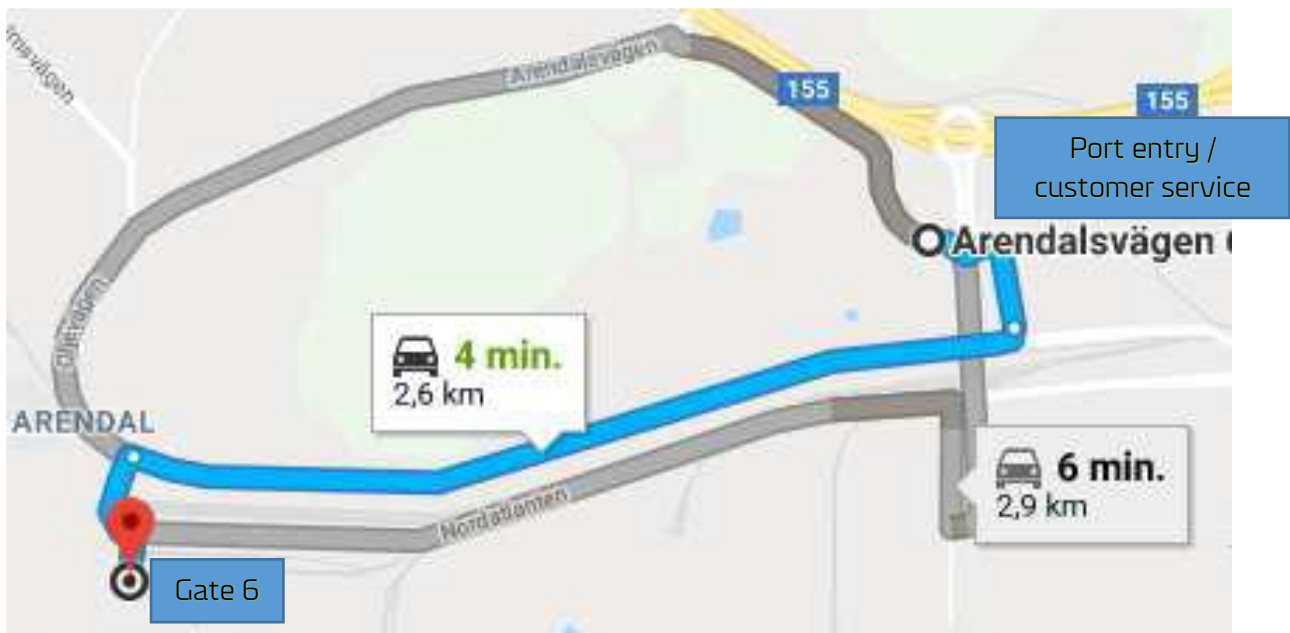 Arendalsvägen
155
155
Port entry /
customer service
Arendalsvägen
Oljevägen
4 min.
2,6 km
ARENDAL
6 min.
2,9 km
Nordatlanten
Gate 6